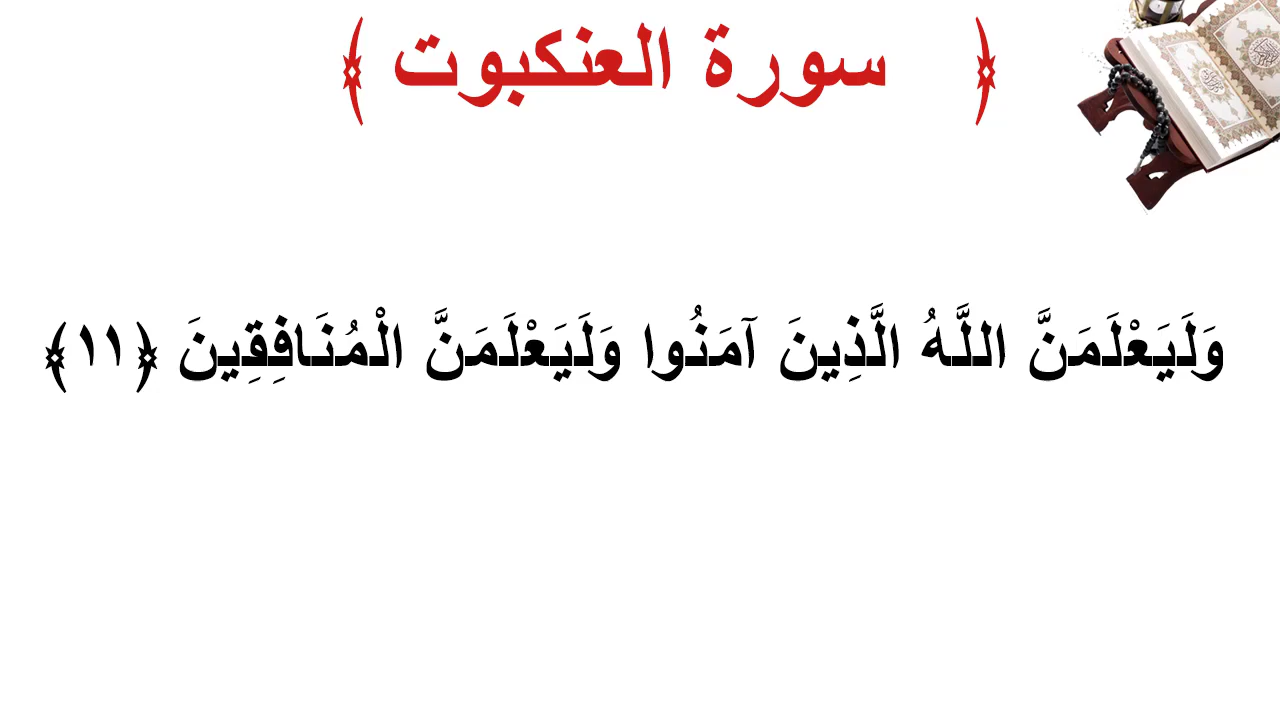 ﴿ سورة العنكبوت ﴾
وَلَيَعْلَمَنَّ اللَّهُ الَّذِينَ آمَنُوا وَلَيَعْلَمَنَّ الْمُنَافِقِينَ ﴿١١﴾